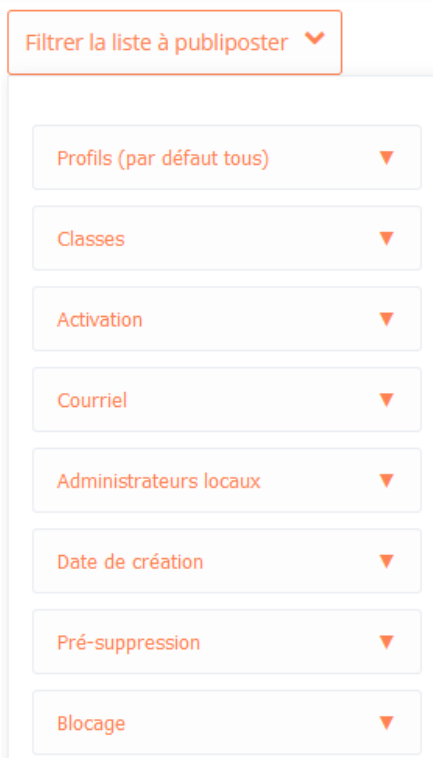 Filtrer la liste à publiposter
Profils (par défaut tous)
Classes
Activation
Courriel
Administrateurs locaux
Date de création
Pré-suppression
Blocage